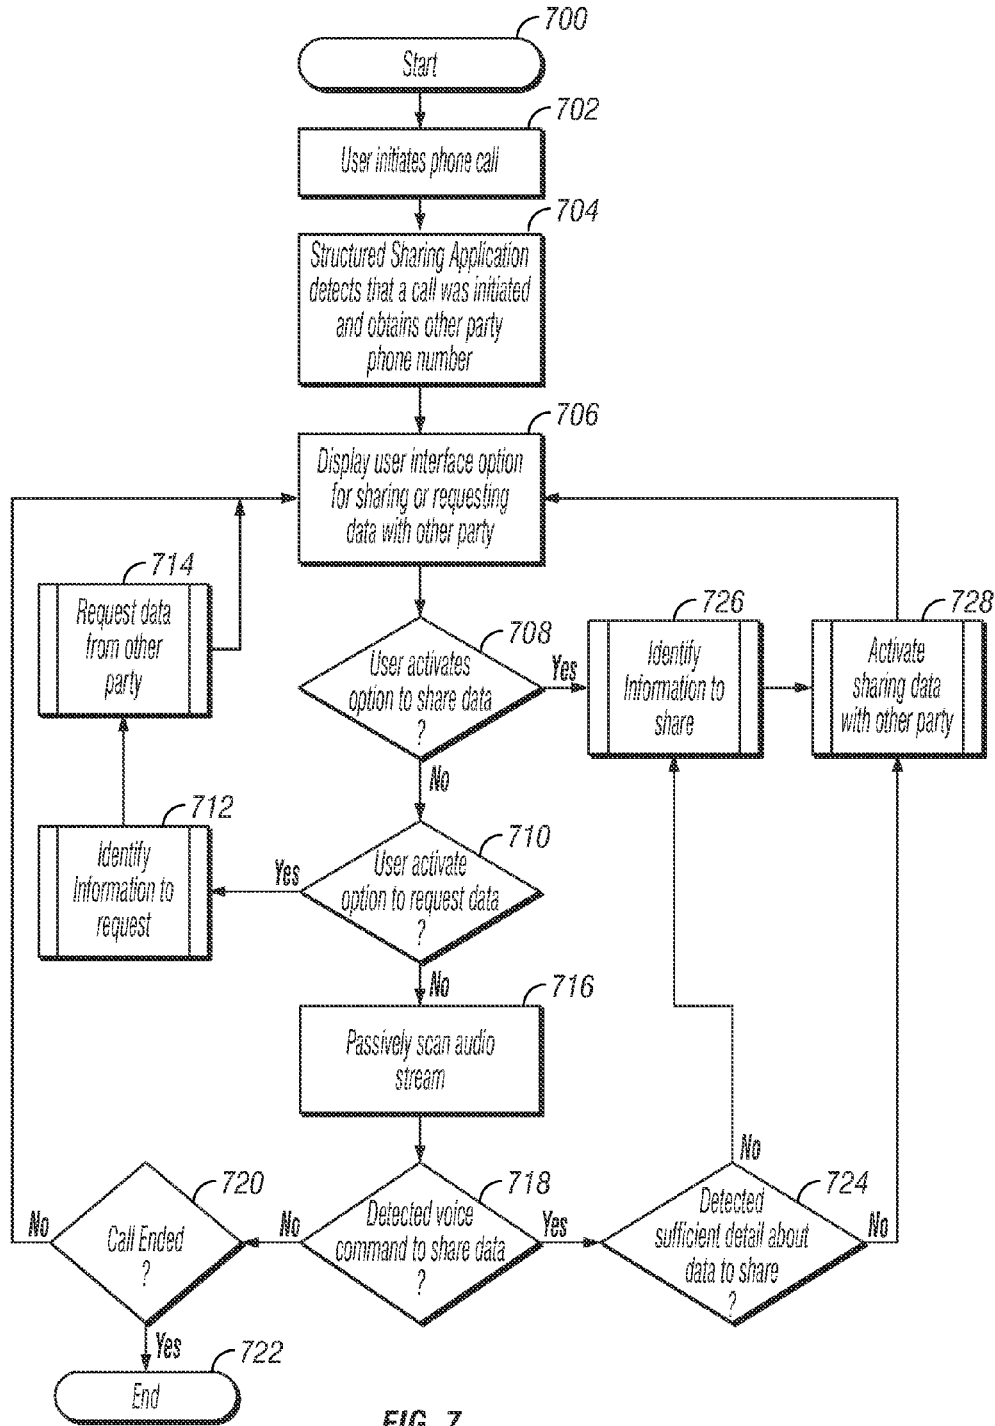 700
Start
702
User initiates phone call
704
Structured Sharing Application
detects that a call was initiated
and obtains other party
phone number
706
Display user interface option
for sharing or requesting
data with other party
714
Request data
from other
party
708
User activates
option to share data
?
Yes
No
726
Identify
Information to
share
728
Activate
sharing data
with other party
712
Identify
Information to
request
710
User activate
option to request data
?
Yes
No
716
Passively scan audio
stream
720
Call Ended
?
No
Yes
718
Detected voice
command to share data
?
No
Yes
724
Detected
sufficient detail about
data to share
?
No
No
722
End
FIG. 7